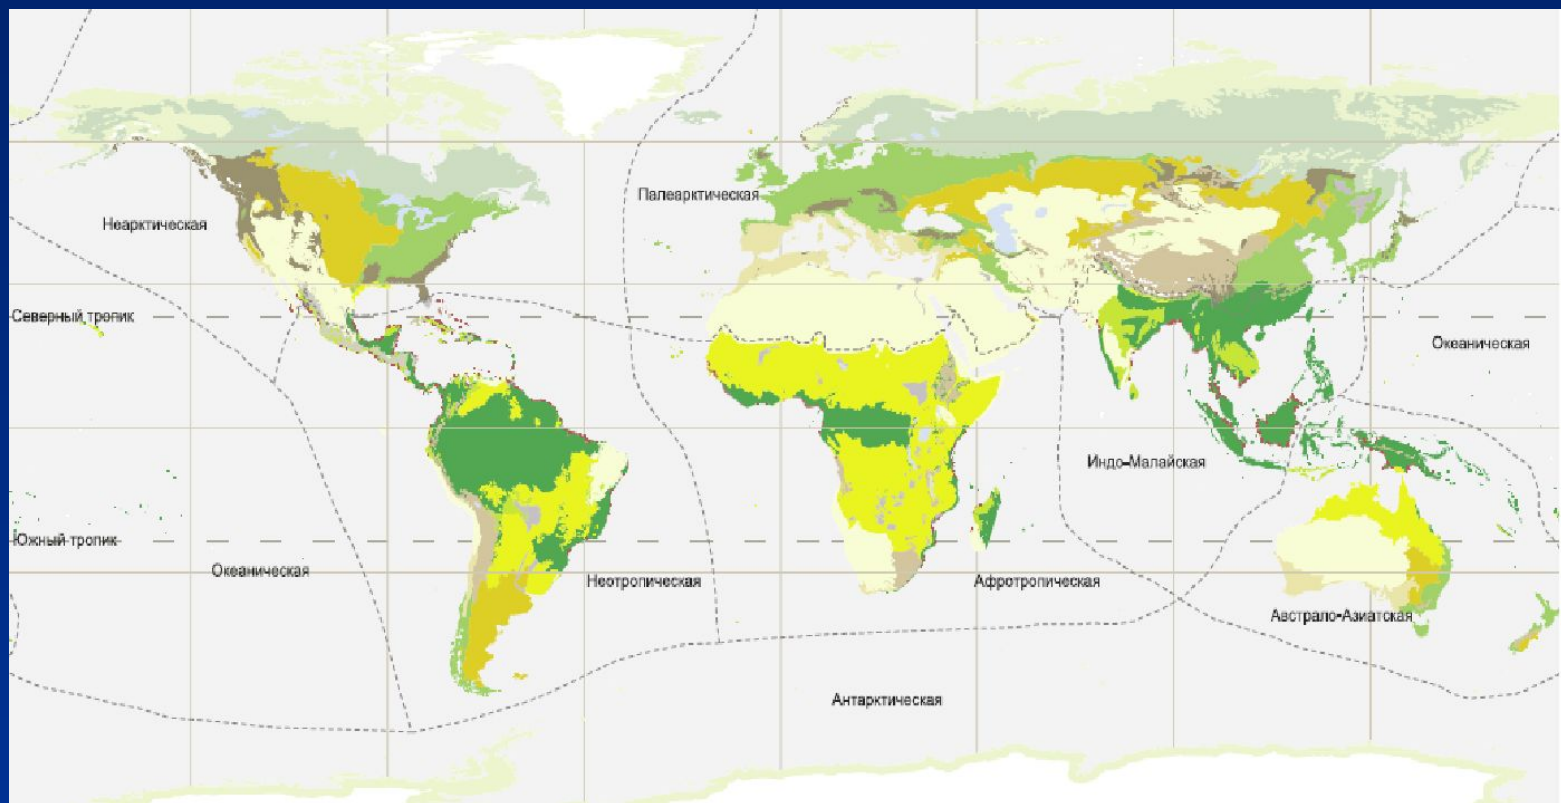 Палеарктическая
Неарктическая
Северный тропик
Океаническая
Индо-Малайская
Южный тропик
Океаническая
Неотропическая
Афротропическая
Австрало-Азиатская
Антарктическая